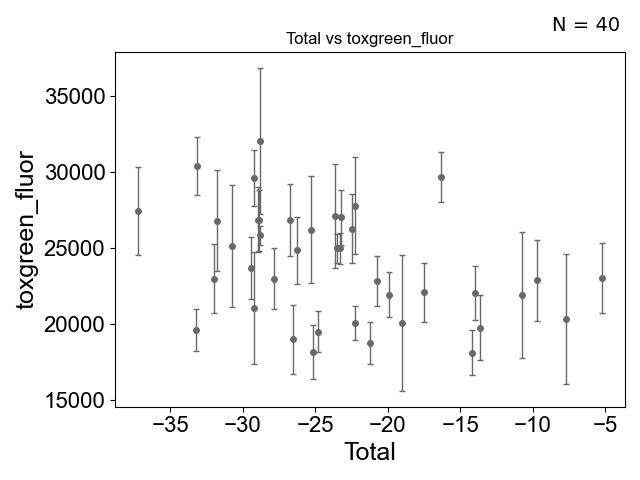 N = 40
Total vs toxgreen_fluor
35000
30000
25000
20000
15000
toxgreen_fluor
−35 −30 −25 −20 −15 −10 −5
Total